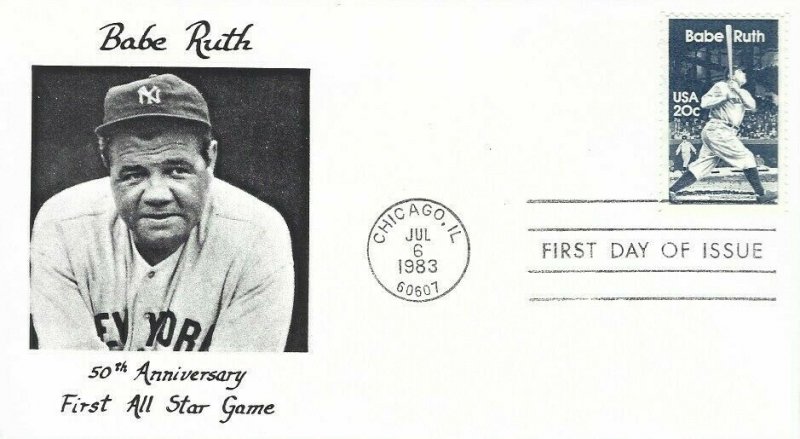 Babe Ruth
NY
EW YORK
50th Anniversary
First All Star Game
CHICAGO, IL
JUL
6
1983
60607
Babe Ruth
USA
20c
FIRST DAY OF ISSUE